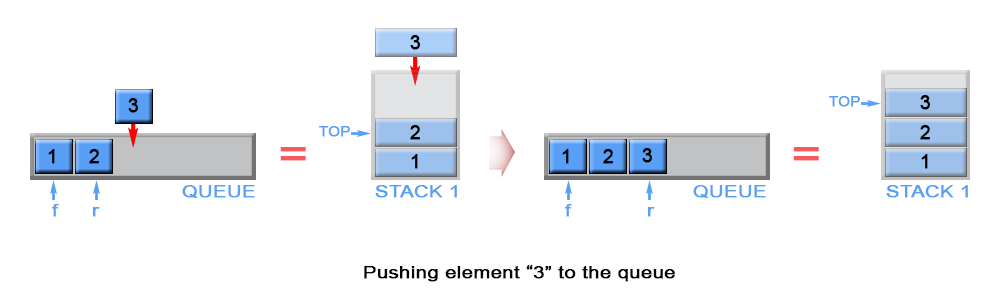 3
3
TOP
2
1
1 2
=
QUEUE
STACK 1
f r
TOP
3
2
1
1 2 3
=
QUEUE
STACK 1
f r
Pushing element “3” to the queue